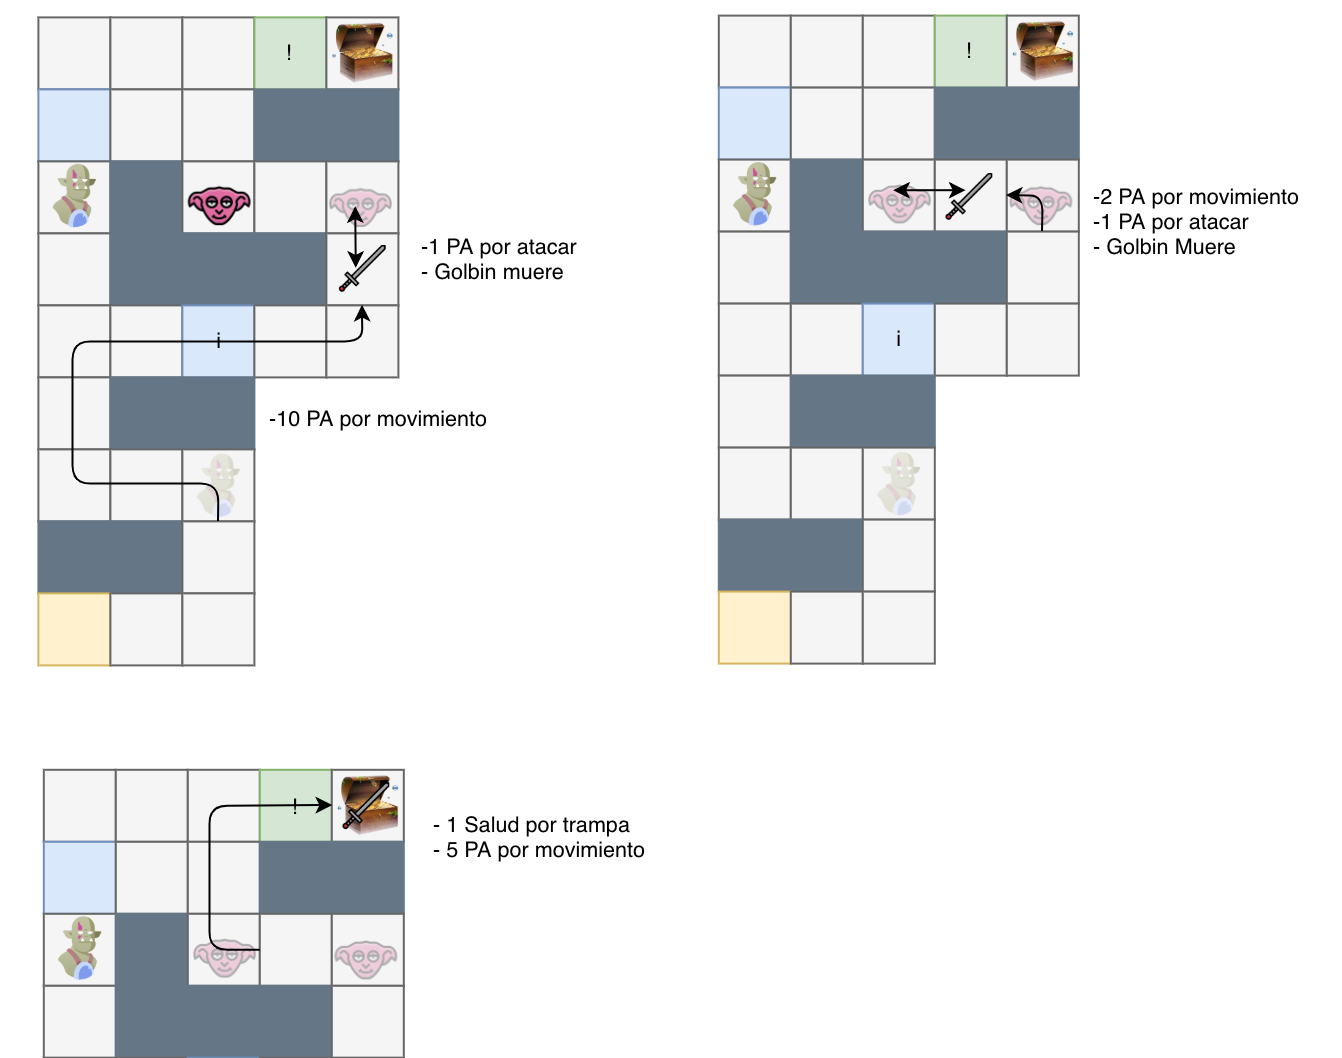 !
-1 PA por atacar
- Golbin muere
i
-10 PA por movimiento
!
-2 PA por movimiento
-1 PA por atacar
- Golbin Muere
i
!
- 1 Salud por trampa
- 5 PA por movimiento